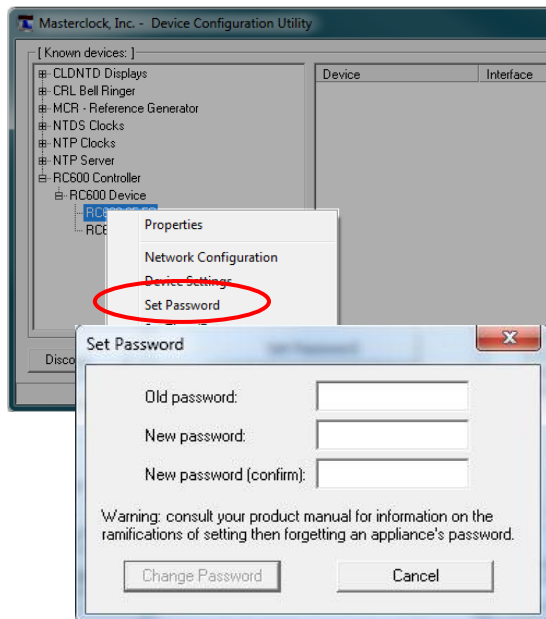 Masterclock, Inc. - Device Configuration Utility
[ Known devices: ]
CLDNTD Displays
CRL Bell Ringer
MCR - Reference Generator
NTDS Clocks
NTP Clocks
NTP Server
RC600 Controller
RC600 Device
Device
Interface
Properties
Network Configuration
Device Settings
Set Password
Set Password
Old password:
New password:
New password (confirm):
Warning: consult your product manual for information on the
ramifications of setting then forgetting an appliance's password.
Change Password
Cancel